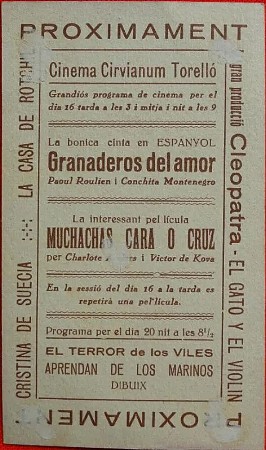 PROXIMAMENT
Cinema Cirvianum Torelló
Grandiós programa de cinema per el
dia 16 tarda a les 3 i mitja i nit a les 9
La bonica cinta en ESPANYOL
Granaderos del amor
Paoul Roulien i Conchita Montenegro
La interessant pel lícula
MUCHACHAS CARA O CRUZ
per Charlote i Victor de Kova
En la sessió del dia 16 a la tarda es
repetirá una pel·lícula.
Programa per el dia 20 nit a les 8½
EL TERROR de los VILES
APRENDAN DE LOS MARINOS
DIBUIX
CRISTINA DE SUECIA :-:-: LA CASA DE
gran producció Cleopatra - EL GATO Y EL VIOLIN
PROXIMAMENT